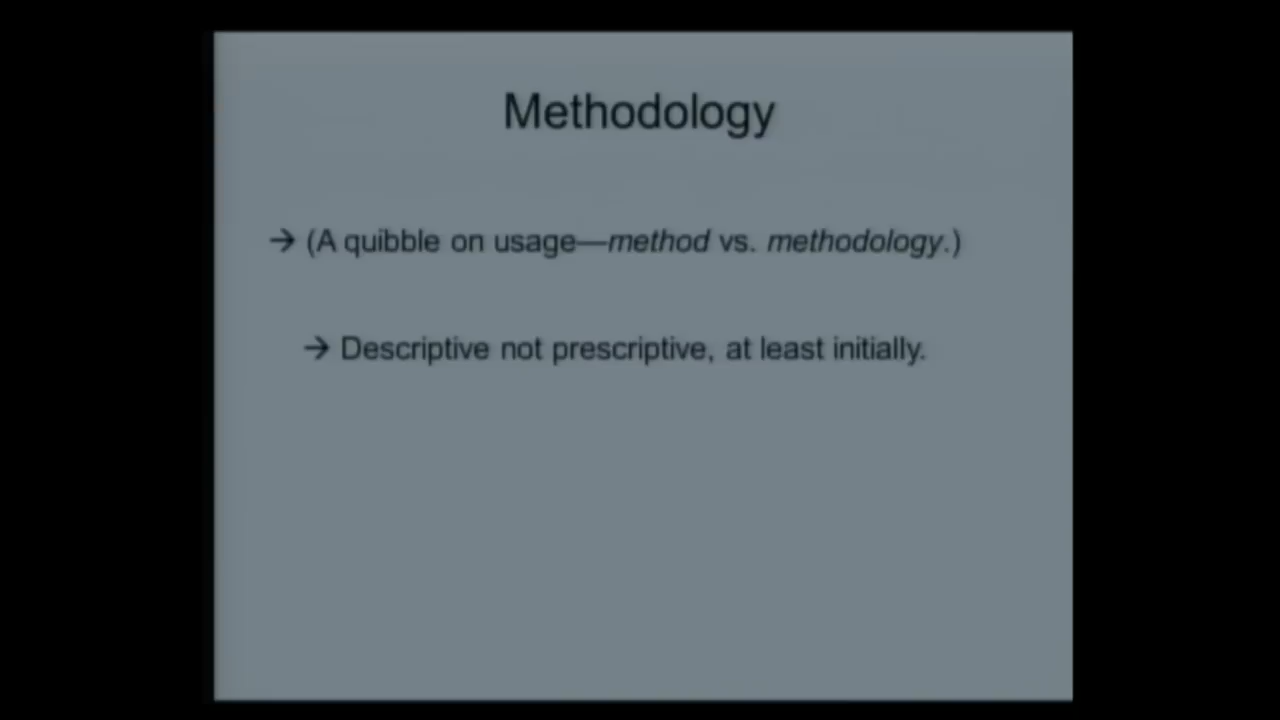 Methodology
→ (A quibble on usage—method vs. methodology.)
→ Descriptive not prescriptive, at least initially.